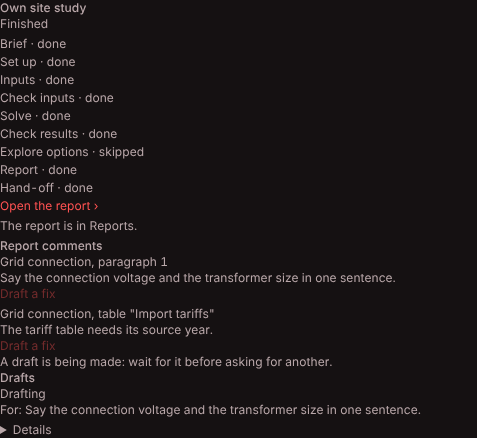 Own site study
Finished
Brief · done
Set up · done
Inputs · done
Check inputs · done
Solve · done
Check results · done
Explore options · skipped
Report · done
Hand-off · done
Open the report ›
The report is in Reports.
Report comments
Grid connection, paragraph 1
Say the connection voltage and the transformer size in one sentence.
Draft a fix
Grid connection, table "Import tariffs"
The tariff table needs its source year.
Draft a fix
A draft is being made: wait for it before asking for another.
Drafts
Drafting
For: Say the connection voltage and the transformer size in one sentence.
▶ Details